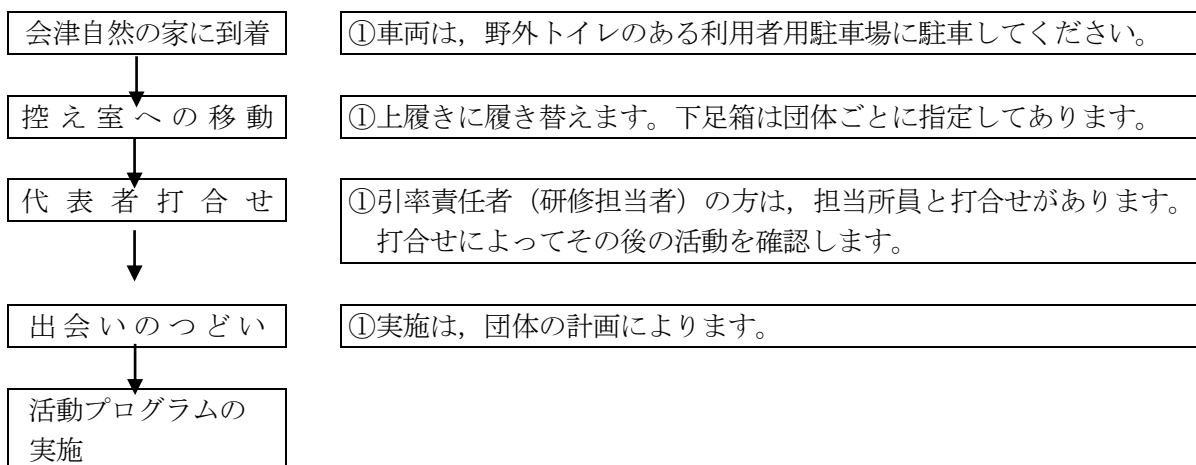 会津自然の家に到着
①車両は，野外トイレのある利用者用駐車場に駐車してください。
控え室への移動
①上履きに履き替えます。下足箱は団体ごとに指定してあります。
代表者打合せ
①引率責任者（研修担当者）の方は，担当所員と打合せがあります。
打合せによってその後の活動を確認します。
出会いのつどい
①実施は，団体の計画によります。
活動プログラムの
実施